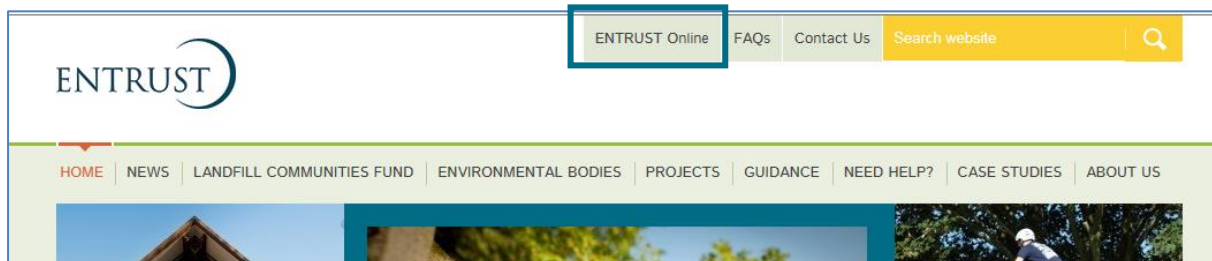 ENTRUST Online FAQs Contact Us Search website
ENTRUST
HOME NEWS LANDFILL COMMUNITIES FUND ENVIRONMENTAL BODIES PROJECTS GUIDANCE NEED HELP? CASE STUDIES ABOUT US